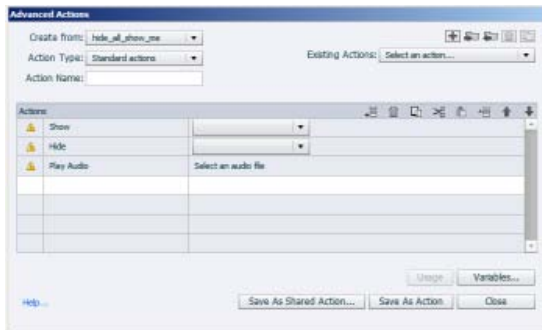 Advanced Actions
Create from: hide_all_show_me
Action Type: Standard actions
Existing Actions: Select an action...
Action Name:
Actions
Show
Hide
Play Audio Select an audio file
Usage Variables...
Help... Save As Shared Action... Save As Action Close